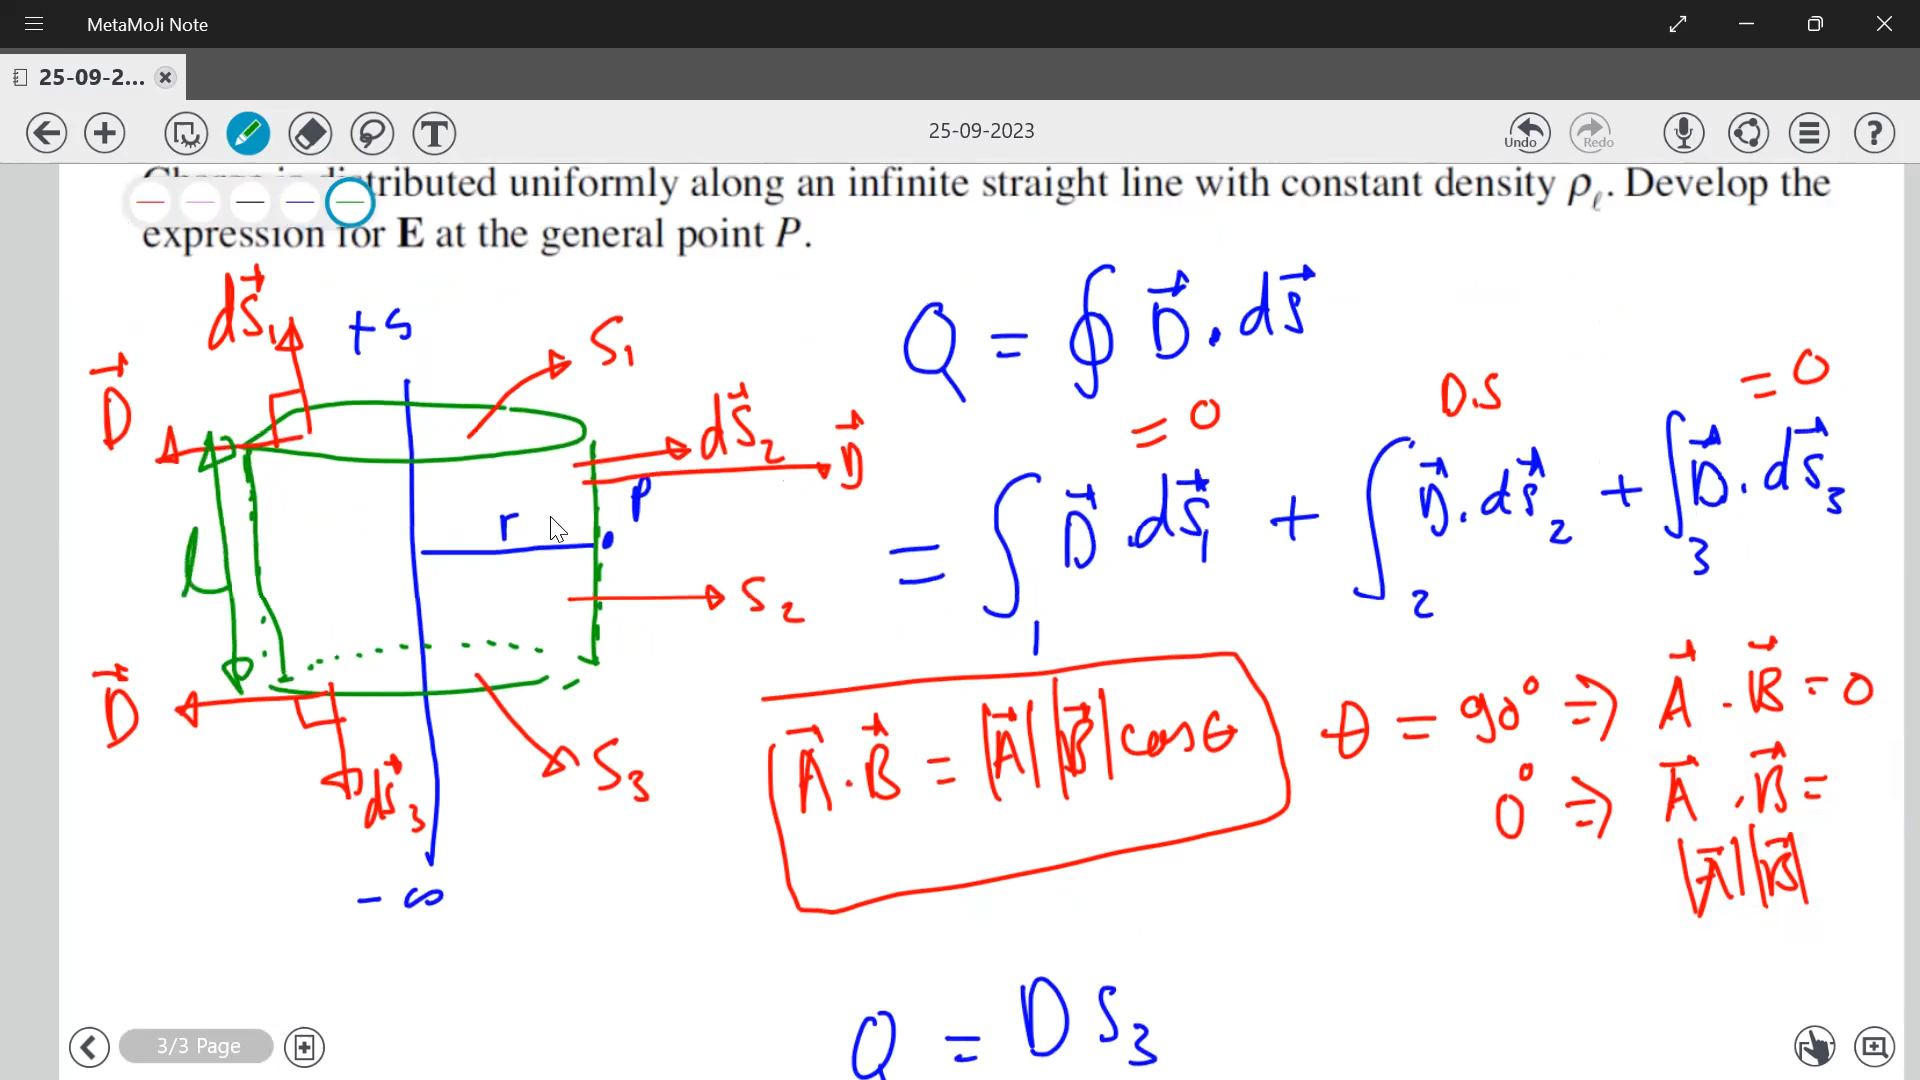 MetaMoJi Note
25-09-2...
25-09-2023
Undo
Redo
Charge is distributed uniformly along an infinite straight line with constant density ρℓ. Develop the
expression for E at the general point P.
dS⃗₁
+S
S₁
D⃗
dS⃗₂
D⃗
P
r
l
S₂
D⃗
dS⃗₃
S₃
- ∞
Q = ∮ D⃗ . dS⃗
= 0
DS
= 0
= ∫₁ D⃗ . dS⃗₁ + ∫₂ D⃗ . dS⃗₂ + ∫₃ D⃗ . dS⃗₃
A⃗ . B⃗ = |A⃗| |B⃗| cos θ
θ = 90° ⇒ A⃗ . B⃗ = 0
0° ⇒ A⃗ . B⃗ =
|A⃗| |B⃗|
Q = D S₃
3/3 Page